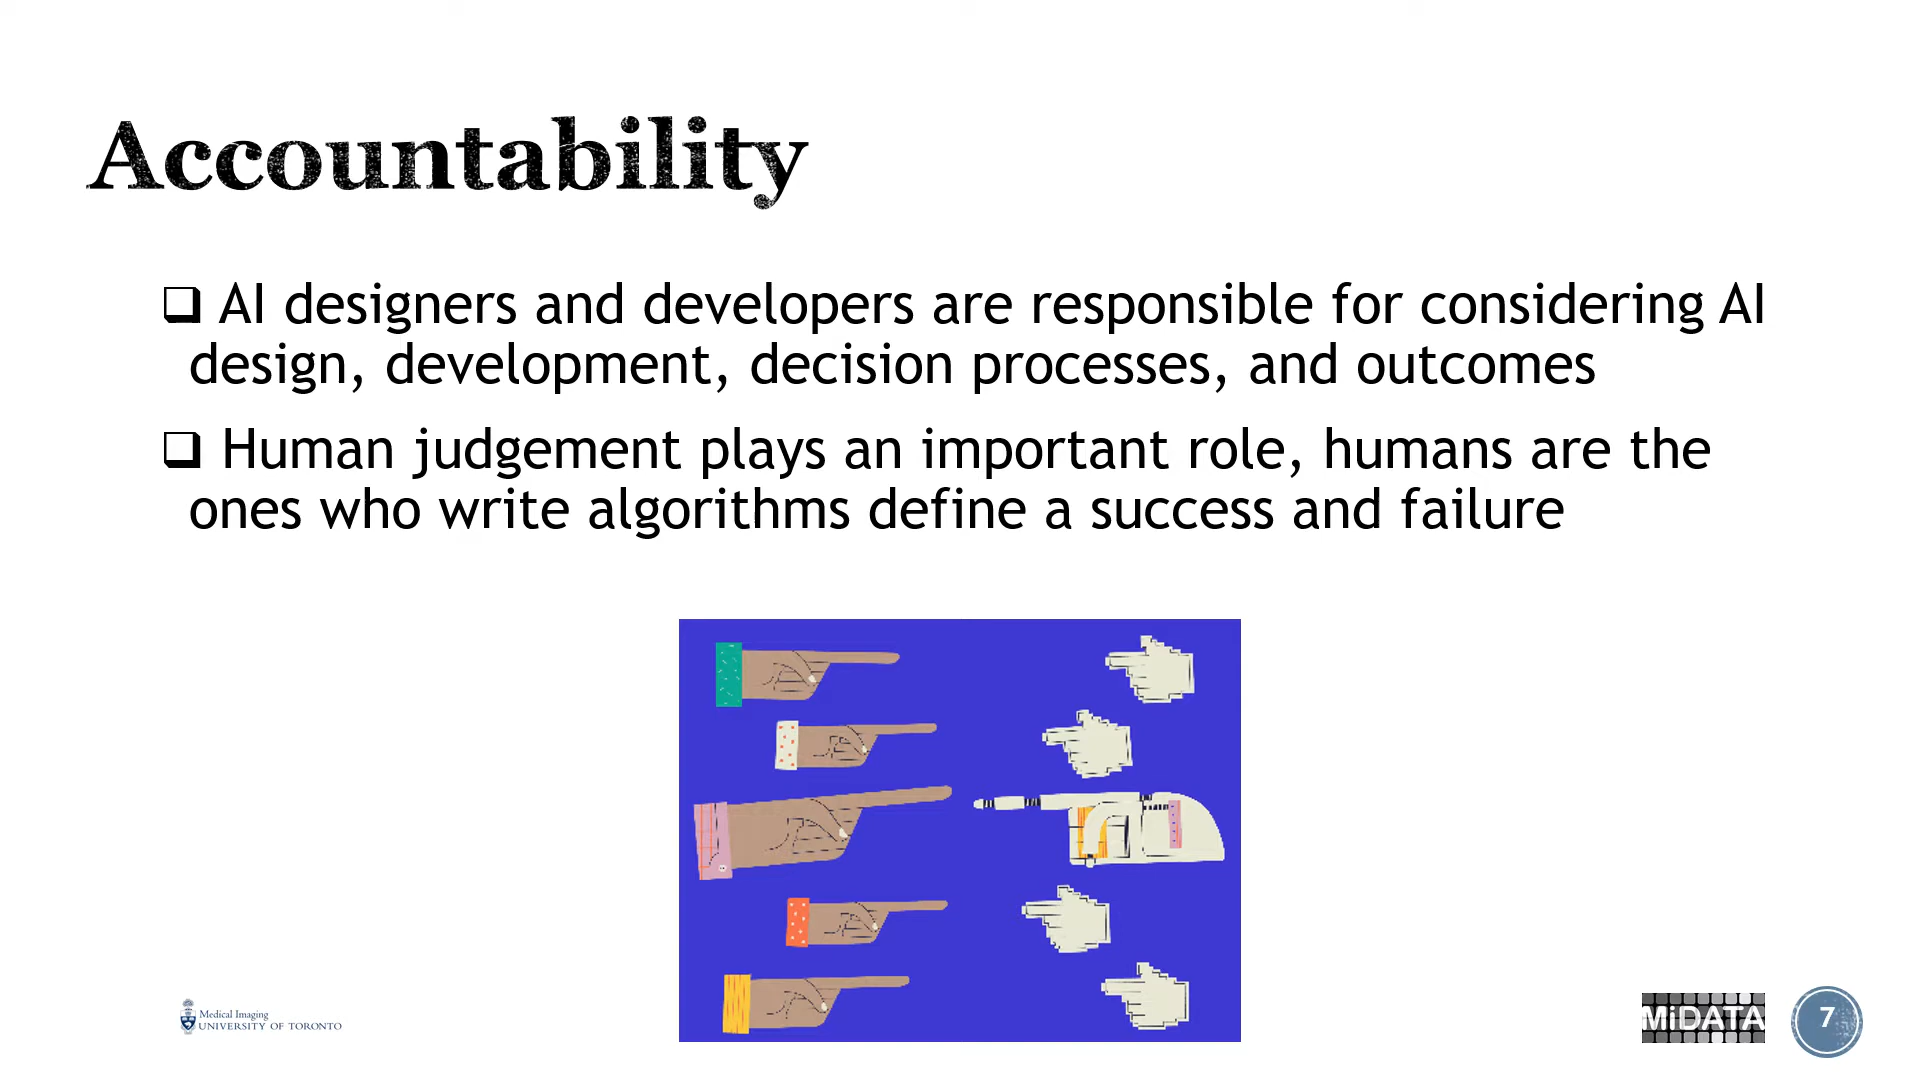 Accountability
❑ AI designers and developers are responsible for considering AI
design, development, decision processes, and outcomes
❑ Human judgement plays an important role, humans are the
ones who write algorithms define a success and failure
Medical Imaging
UNIVERSITY OF TORONTO
MiDATA
7